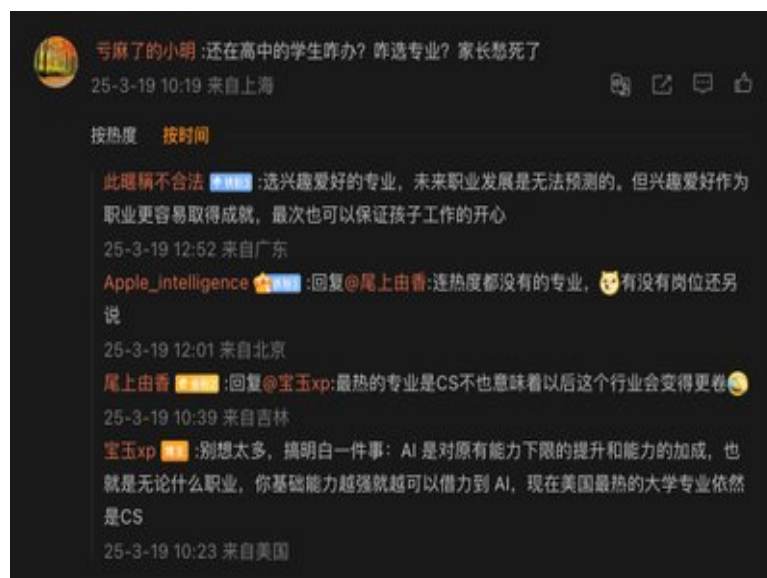 亏麻了的小明 :还在高中的学生咋办？咋选专业？家长愁死了
25-3-19 10:19 来自上海
按热度 按时间
此暱稱不合法 :选兴趣爱好的专业，未来职业发展是无法预测的。但兴趣爱好作为
职业更容易取得成就，最次也可以保证孩子工作的开心
25-3-19 12:52 来自广东
Apple_intelligence :回复@尾上由香:连热度都没有的专业，有没有岗位还另
说
25-3-19 12:01 来自北京
尾上由香 :回复@宝玉xp:最热的专业是CS不也意味着以后这个行业会变得更卷
25-3-19 10:39 来自吉林
宝玉xp :别想太多，搞明白一件事：AI 是对原有能力下限的提升和能力的加成，也
就是无论什么职业，你基础能力越强就越可以借力到 AI，现在美国最热的大学专业依然
是CS
25-3-19 10:23 来自美国